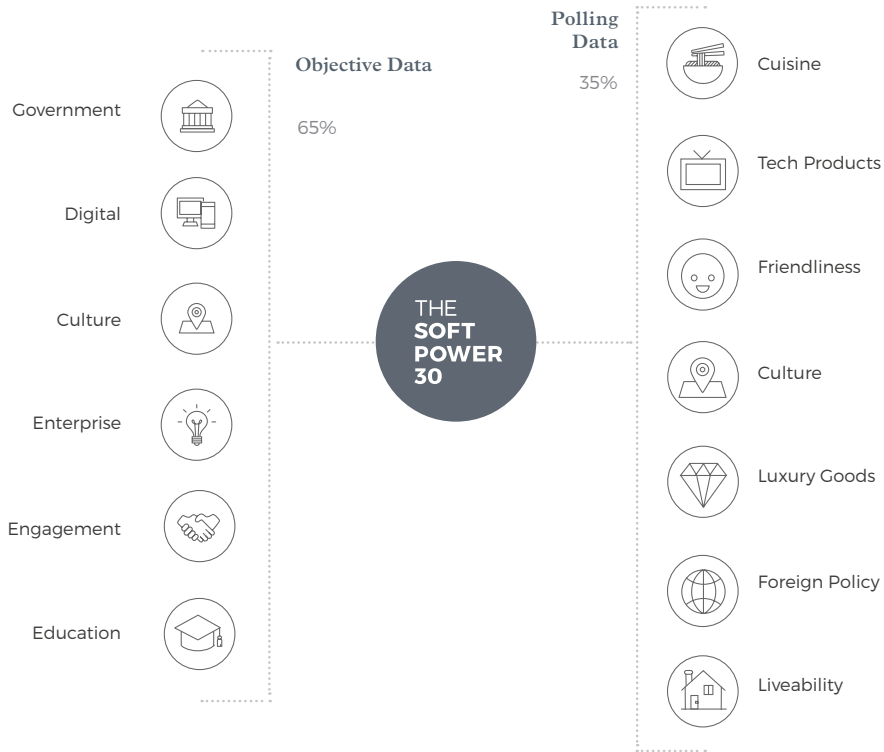 Objective Data
65%
Government
Digital
Culture
Enterprise
Engagement
Education
THE
SOFT
POWER
30
Polling
Data
35%
Cuisine
Tech Products
Friendliness
Culture
Luxury Goods
Foreign Policy
Liveability